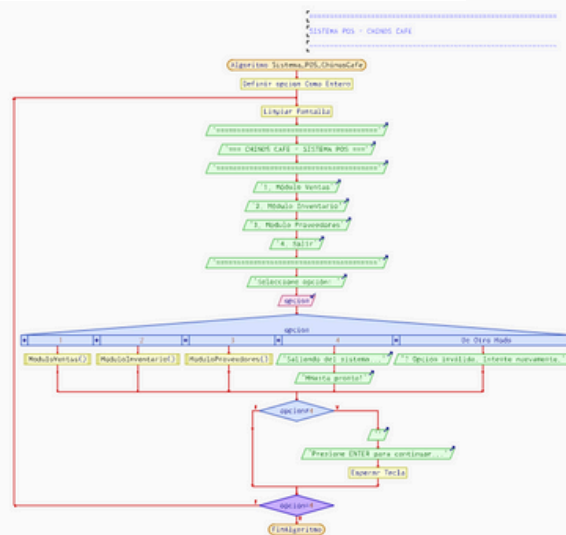 ================================================
SISTEMA POS - CHINOS CAFE
------------------------------------------------
Algoritmo Sistema_POS_ChinosCafe
Definir opcion Como Entero
Limpiar Pantalla
'==================================='
'=== CHINOS CAFE - SISTEMA POS ==='
'==================================='
'1. Módulo Ventas'
'2. Módulo Inventario'
'3. Módulo Proveedores'
'4. Salir'
'==================================='
'Seleccione opción: '
opcion
opcion
1 2 3 4 De Otro Modo
ModuloVentas() ModuloInventario() ModuloProveedores() 'Saliendo del sistema...' Opción inválida, intente nuevamente.'
pronto!'
F V
''
'Presione ENTER para continuar...'
Esperar Tecla
F
FinAlgoritmo